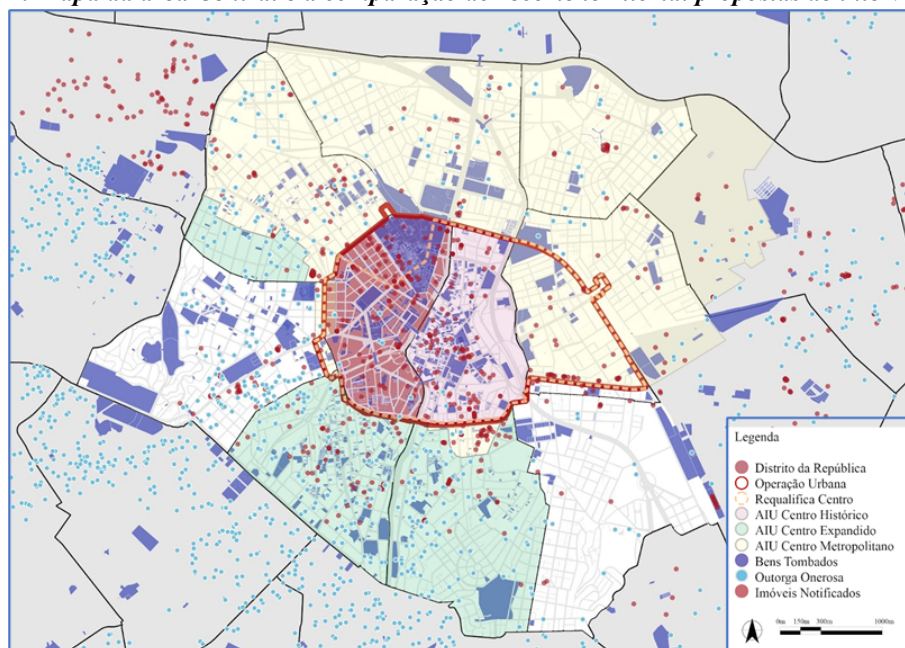 Legenda
Distrito da República
Operação Urbana
Requalifica Centro
AIU Centro Histórico
AIU Centro Expandido
AIU Centro Metropolitano
Bens Tombados
Outorga Onerosa
Imóveis Notificados
0m 150m 300m 1000m